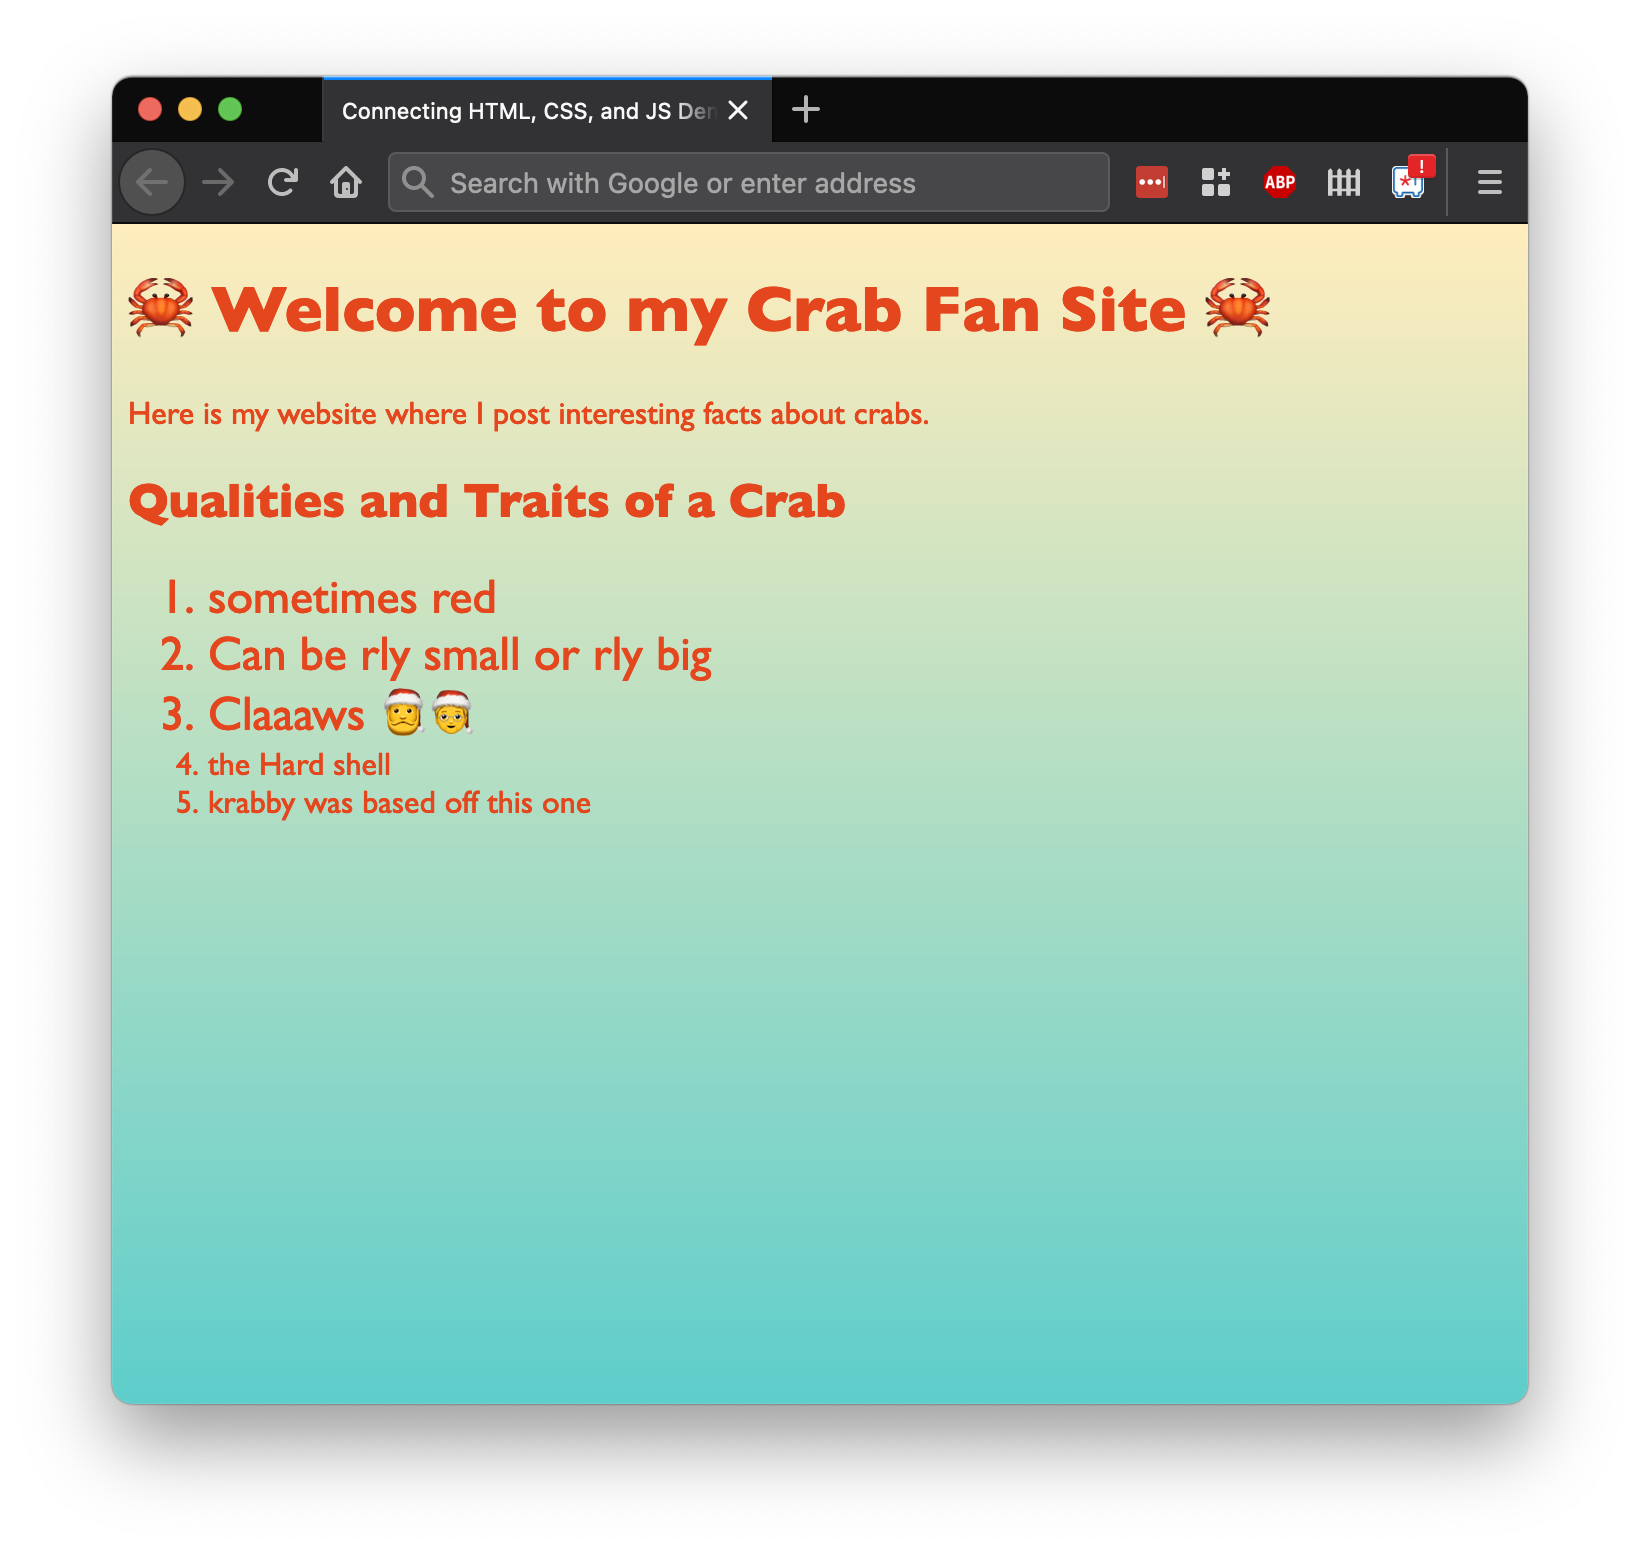 Connecting HTML, CSS, and JS Dem
Search with Google or enter address
ABP
!
🦀 Welcome to my Crab Fan Site 🦀
Here is my website where I post interesting facts about crabs.
Qualities and Traits of a Crab
1. sometimes red
2. Can be rly small or rly big
3. Claaaws 🎅🤶
4. the Hard shell
5. krabby was based off this one